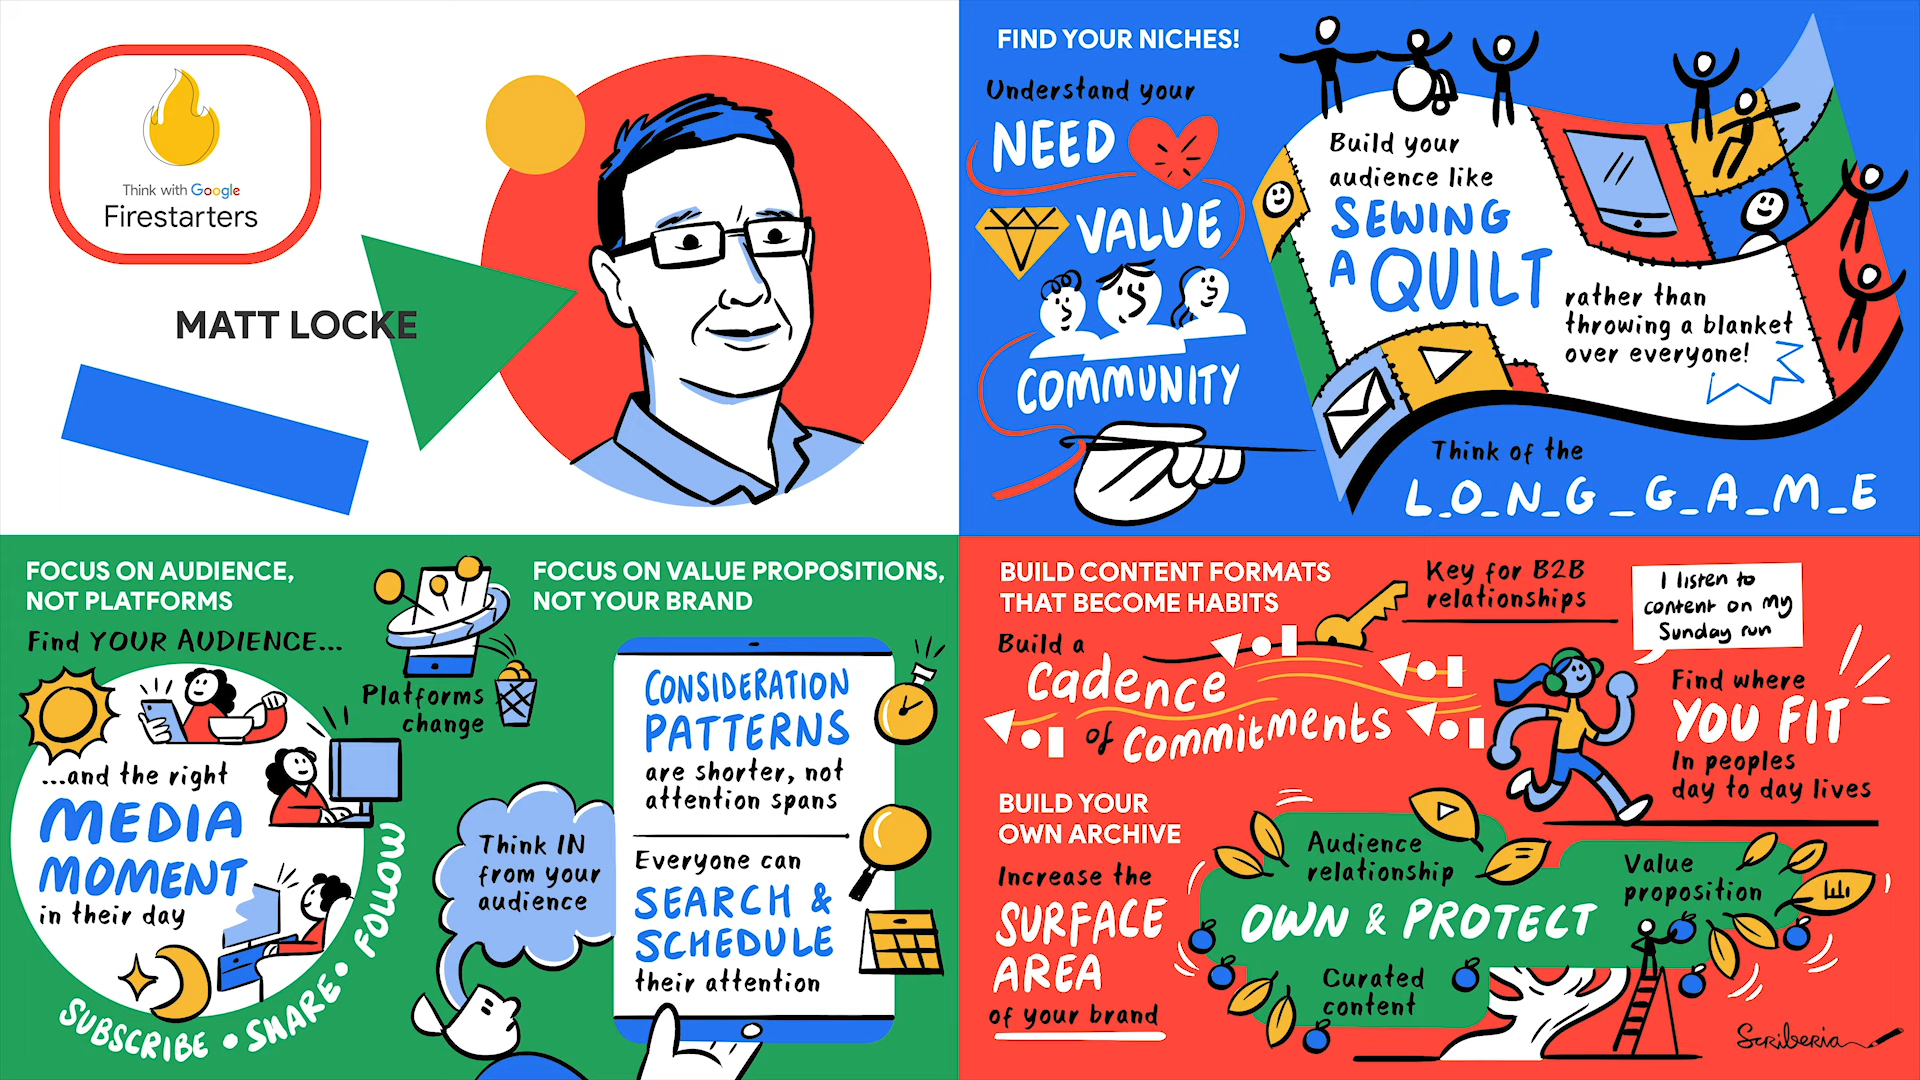 Think with Google
Firestarters
MATT LOCKE
FIND YOUR NICHES!
Understand your
NEED
VALUE
COMMUNITY
Build your
audience like
SEWING
A QUILT
rather than
throwing a blanket
over everyone!
Think of the
L_O_N_G_G_A_M_E
FOCUS ON AUDIENCE,
NOT PLATFORMS
Find YOUR AUDIENCE...
...and the right
MEDIA
MOMENT
in their day
SUBSCRIBE • SHARE • FOLLOW
Platforms
change
FOCUS ON VALUE PROPOSITIONS,
NOT YOUR BRAND
Think IN
from your
audience
CONSIDERATION
PATTERNS
are shorter, not
attention spans
Everyone can
SEARCH &
SCHEDULE
their attention
BUILD CONTENT FORMATS
THAT BECOME HABITS
Build a
Cadence
of Commitments
Key for B2B
relationships
I listen to
content on my
Sunday run
Find where
YOU FIT
In peoples
day to day lives
BUILD YOUR
OWN ARCHIVE
Increase the
SURFACE
AREA
of your brand
Audience
relationship
Value
proposition
OWN & PROTECT
Curated
content
Scriberia